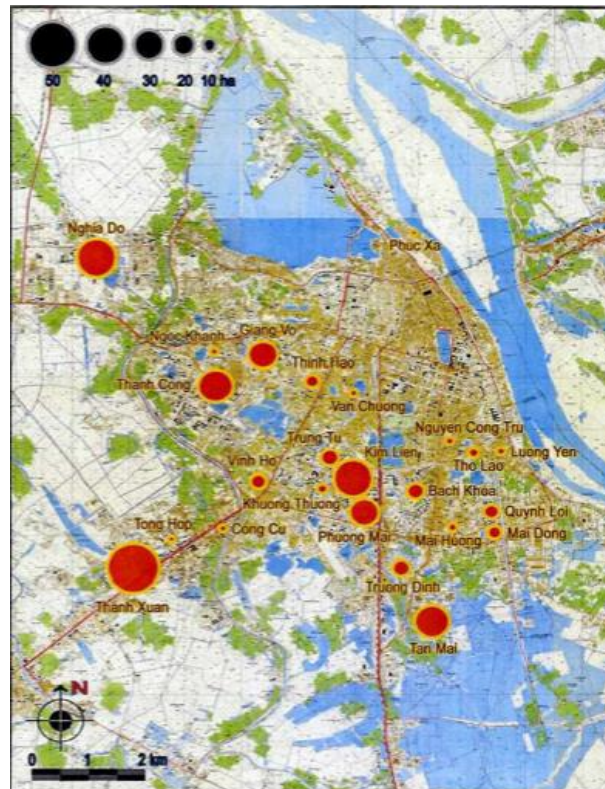 50 40 30 20 10 ha
Nghia Do
Phuc Xa
Ngoc Khanh
Giang Vo
Thinh Hao
Thanh Cong
Van Chuong
Nguyen Cong Tru
Trung Tu
Kim Lien
Luong Yen
Tho Lao
Vinh Ho
Bach Khoa
Khuong Thuong
Quynh Loi
Tong Hop
Cong Cu
Phuong Mai
Mai Huong
Mai Dong
Thanh Xuan
Truong Dinh
Tan Mai
N
0 1 2 km